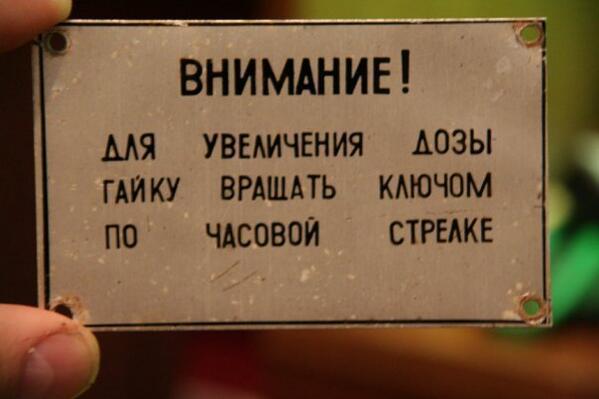 ВНИМАНИЕ!
ДЛЯ УВЕЛИЧЕНИЯ ДОЗЫ
ГАЙКУ ВРАЩАТЬ КЛЮЧОМ
ПО ЧАСОВОЙ СТРЕЛКЕ